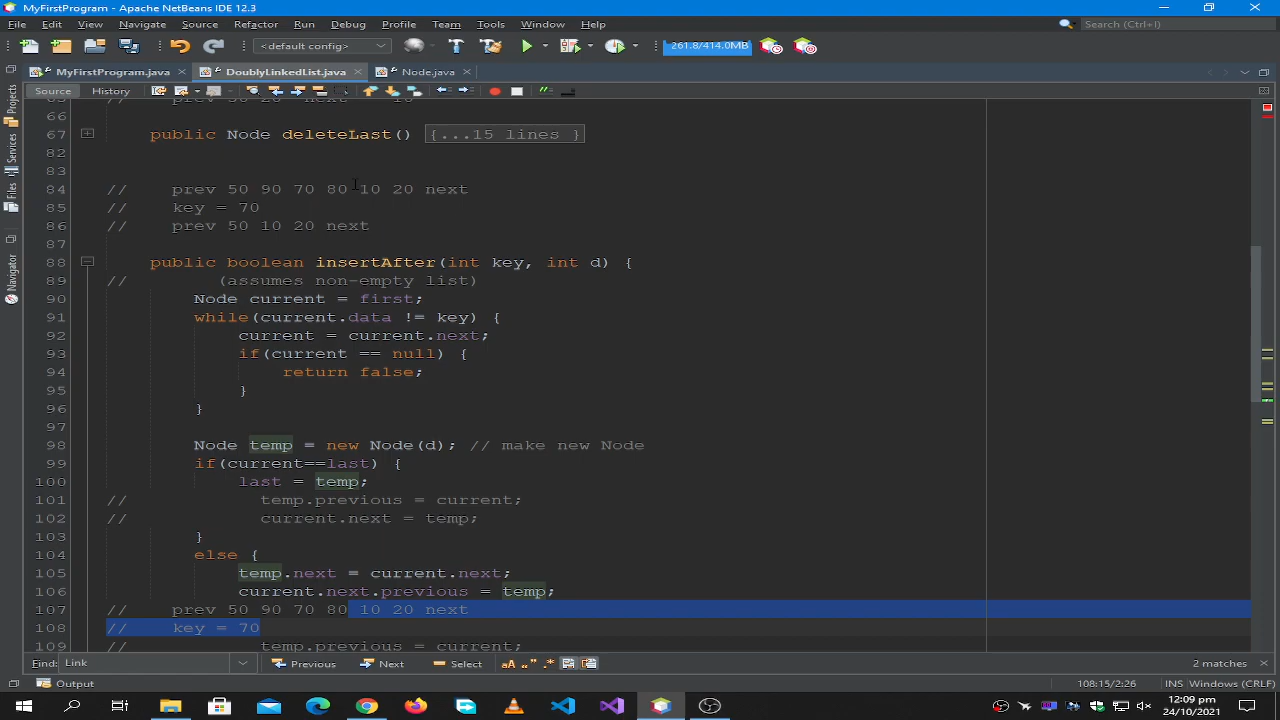 MyFirstProgram - Apache NetBeans IDE 12.3
File Edit View Navigate Source Refactor Run Debug Profile Team Tools Window Help
Search (Ctrl+I)
<default config>
261.8/414.0MB
MyFirstProgram.java DoublyLinkedList.java Node.java
Source History
Projects
Services
Files
Navigator
65 // prev 50 20 next 10
66
67 public Node deleteLast() {...15 lines }
82
83
84 // prev 50 90 70 80 10 20 next
85 // key = 70
86 // prev 50 10 20 next
87
88 public boolean insertAfter(int key, int d) {
89 // (assumes non-empty list)
90 Node current = first;
91 while(current.data != key) {
92 current = current.next;
93 if(current == null) {
94 return false;
95 }
96 }
97
98 Node temp = new Node(d); // make new Node
99 if(current==last) {
100 last = temp;
101 // temp.previous = current;
102 // current.next = temp;
103 }
104 else {
105 temp.next = current.next;
106 current.next.previous = temp;
107 // prev 50 90 70 80 10 20 next
108 // key = 70
109 // temp.previous = current;
Find: Link Previous Next Select 2 matches
Output 108:15/2:26 INS Windows (CRLF)
12:09 pm
ENG
24/10/2021